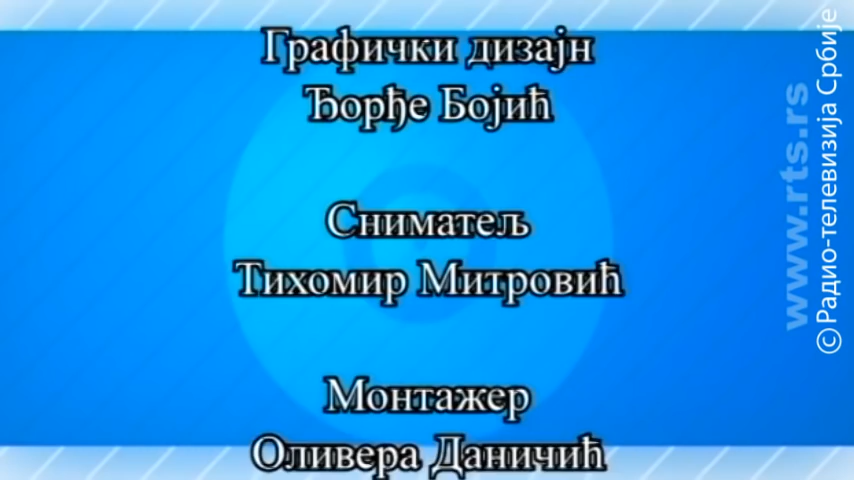 Графички дизајн
Ђорђе Бојић
Сниматељ
Тихомир Митровић
Монтажер
Оливера Даничић
www.rts.rs
©Радио-телевизија Србије